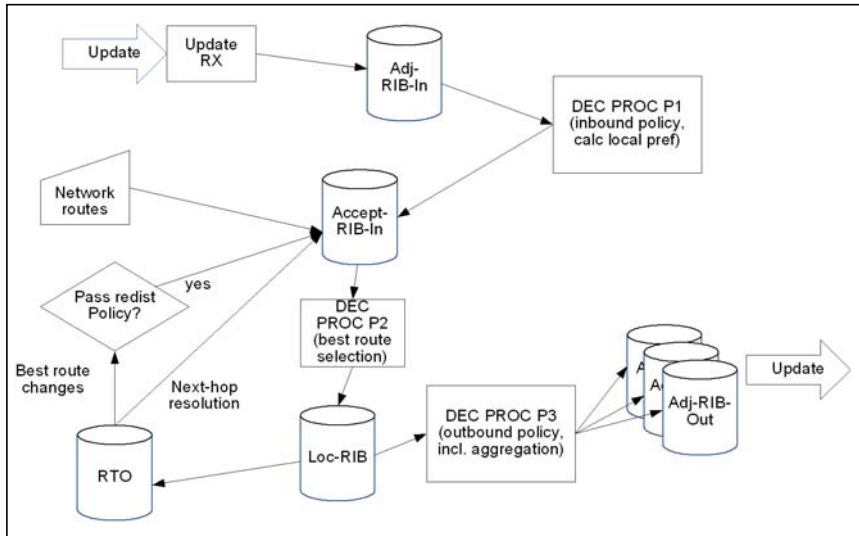 Update
Update
RX
Adj-
RIB-In
DEC PROC P1
(inbound policy,
calc local pref)
Network
routes
Accept-
RIB-In
Pass redist
Policy?
yes
DEC
PROC P2
(best route
selection)
Best route
changes
Next-hop
resolution
RTO
Loc-RIB
DEC PROC P3
(outbound policy,
incl. aggregation)
A
A
Adj-RIB-
Out
Update